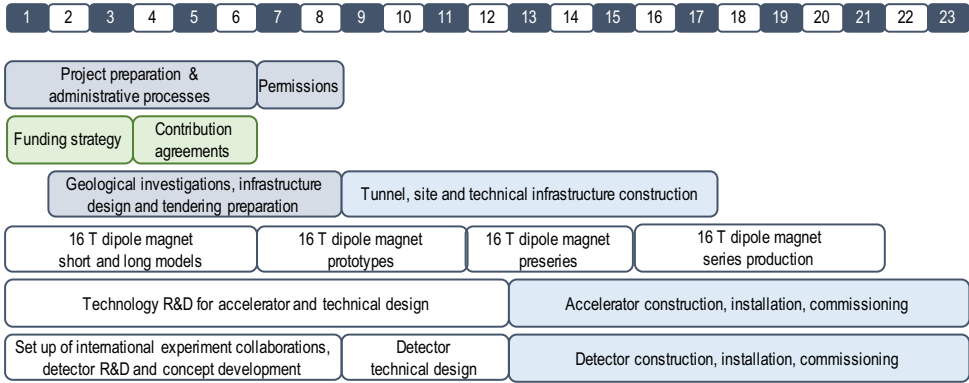 1 2 3 4 5 6 7 8 9 10 11 12 13 14 15 16 17 18 19 20 21 22 23
Project preparation &
administrative processes
Permissions
Funding strategy
Contribution
agreements
Geological investigations, infrastructure
design and tendering preparation
Tunnel, site and technical infrastructure construction
16 T dipole magnet
short and long models
16 T dipole magnet
prototypes
16 T dipole magnet
preseries
16 T dipole magnet
series production
Technology R&D for accelerator and technical design
Accelerator construction, installation, commissioning
Set up of international experiment collaborations,
detector R&D and concept development
Detector
technical design
Detector construction, installation, commissioning